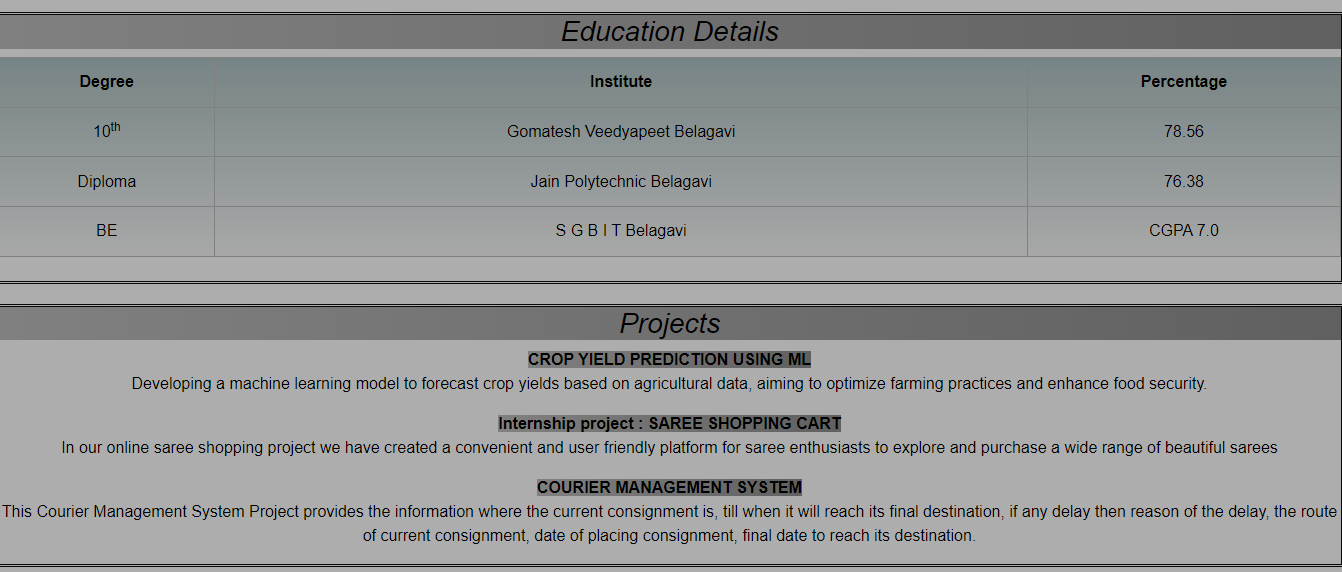 Education Details
Degree Institute Percentage
10th Gomatesh Veedyapeet Belagavi 78.56
Diploma Jain Polytechnic Belagavi 76.38
BE S G B I T Belagavi CGPA 7.0
Projects
CROP YIELD PREDICTION USING ML
Developing a machine learning model to forecast crop yields based on agricultural data, aiming to optimize farming practices and enhance food security.
Internship project : SAREE SHOPPING CART
In our online saree shopping project we have created a convenient and user friendly platform for saree enthusiasts to explore and purchase a wide range of beautiful sarees
COURIER MANAGEMENT SYSTEM
This Courier Management System Project provides the information where the current consignment is, till when it will reach its final destination, if any delay then reason of the delay, the route
of current consignment, date of placing consignment, final date to reach its destination.